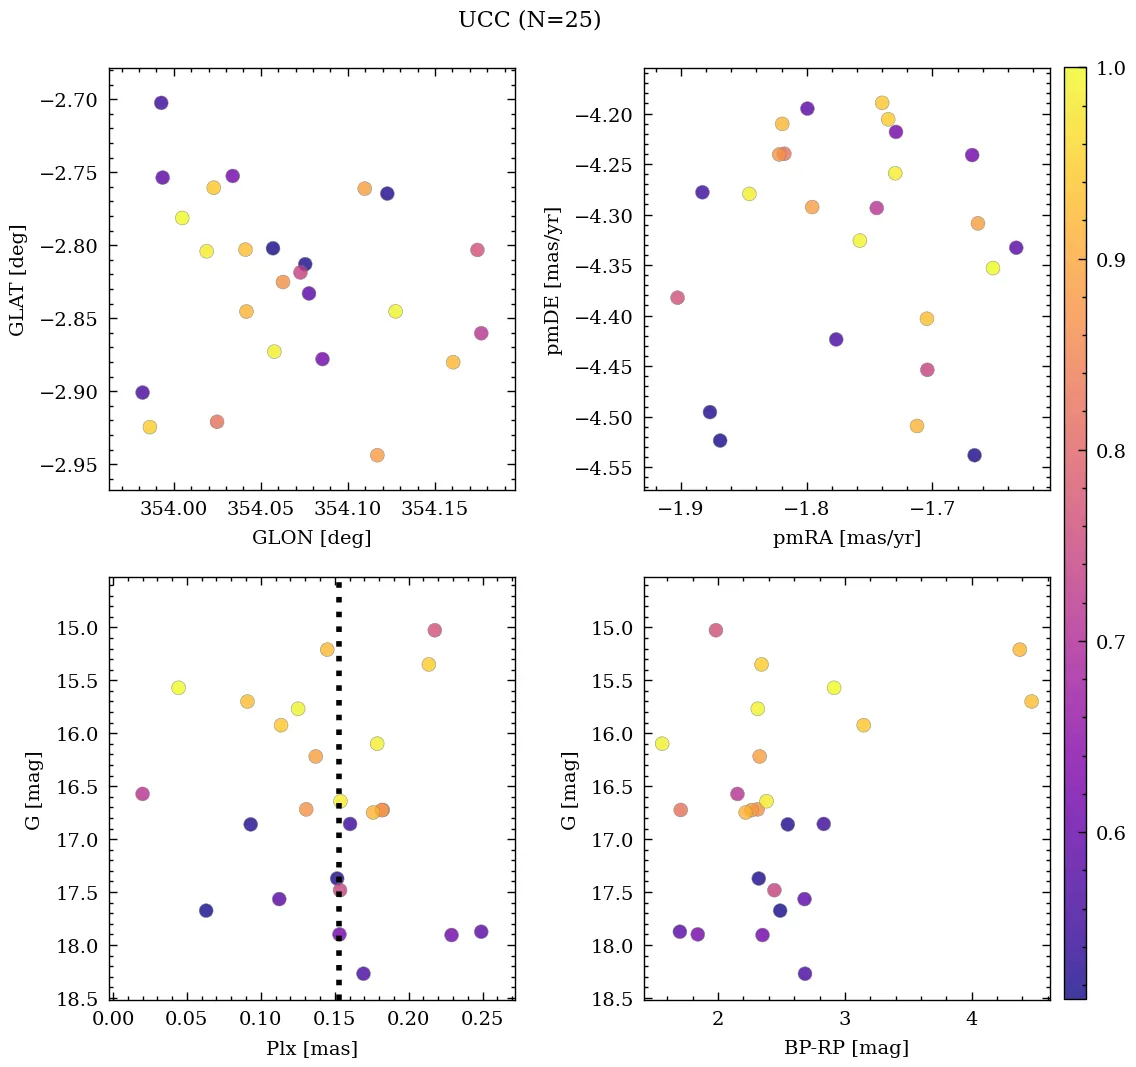 UCC (N=25)
−2.70
−2.75
−2.80
−2.85
−2.90
−2.95
GLAT [deg]
354.00 354.05 354.10 354.15
GLON [deg]
−4.20
−4.25
−4.30
−4.35
−4.40
−4.45
−4.50
−4.55
pmDE [mas/yr]
−1.9 −1.8 −1.7
pmRA [mas/yr]
1.0
0.9
0.8
0.7
0.6
15.0
15.5
16.0
16.5
17.0
17.5
18.0
18.5
G [mag]
0.00 0.05 0.10 0.15 0.20 0.25
Plx [mas]
15.0
15.5
16.0
16.5
17.0
17.5
18.0
18.5
G [mag]
2 3 4
BP-RP [mag]